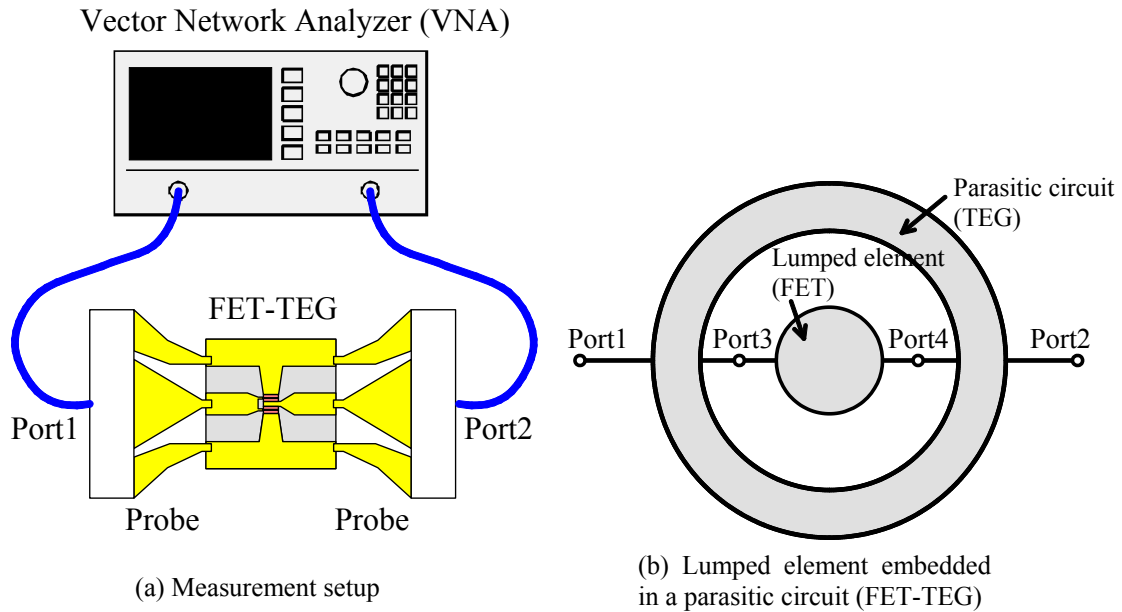 Vector Network Analyzer (VNA)
FET-TEG
Port1
Port2
Probe
Probe
(a) Measurement setup
Parasitic circuit
(TEG)
Lumped element
(FET)
Port1
Port3
Port4
Port2
(b) Lumped element embedded
in a parasitic circuit (FET-TEG)